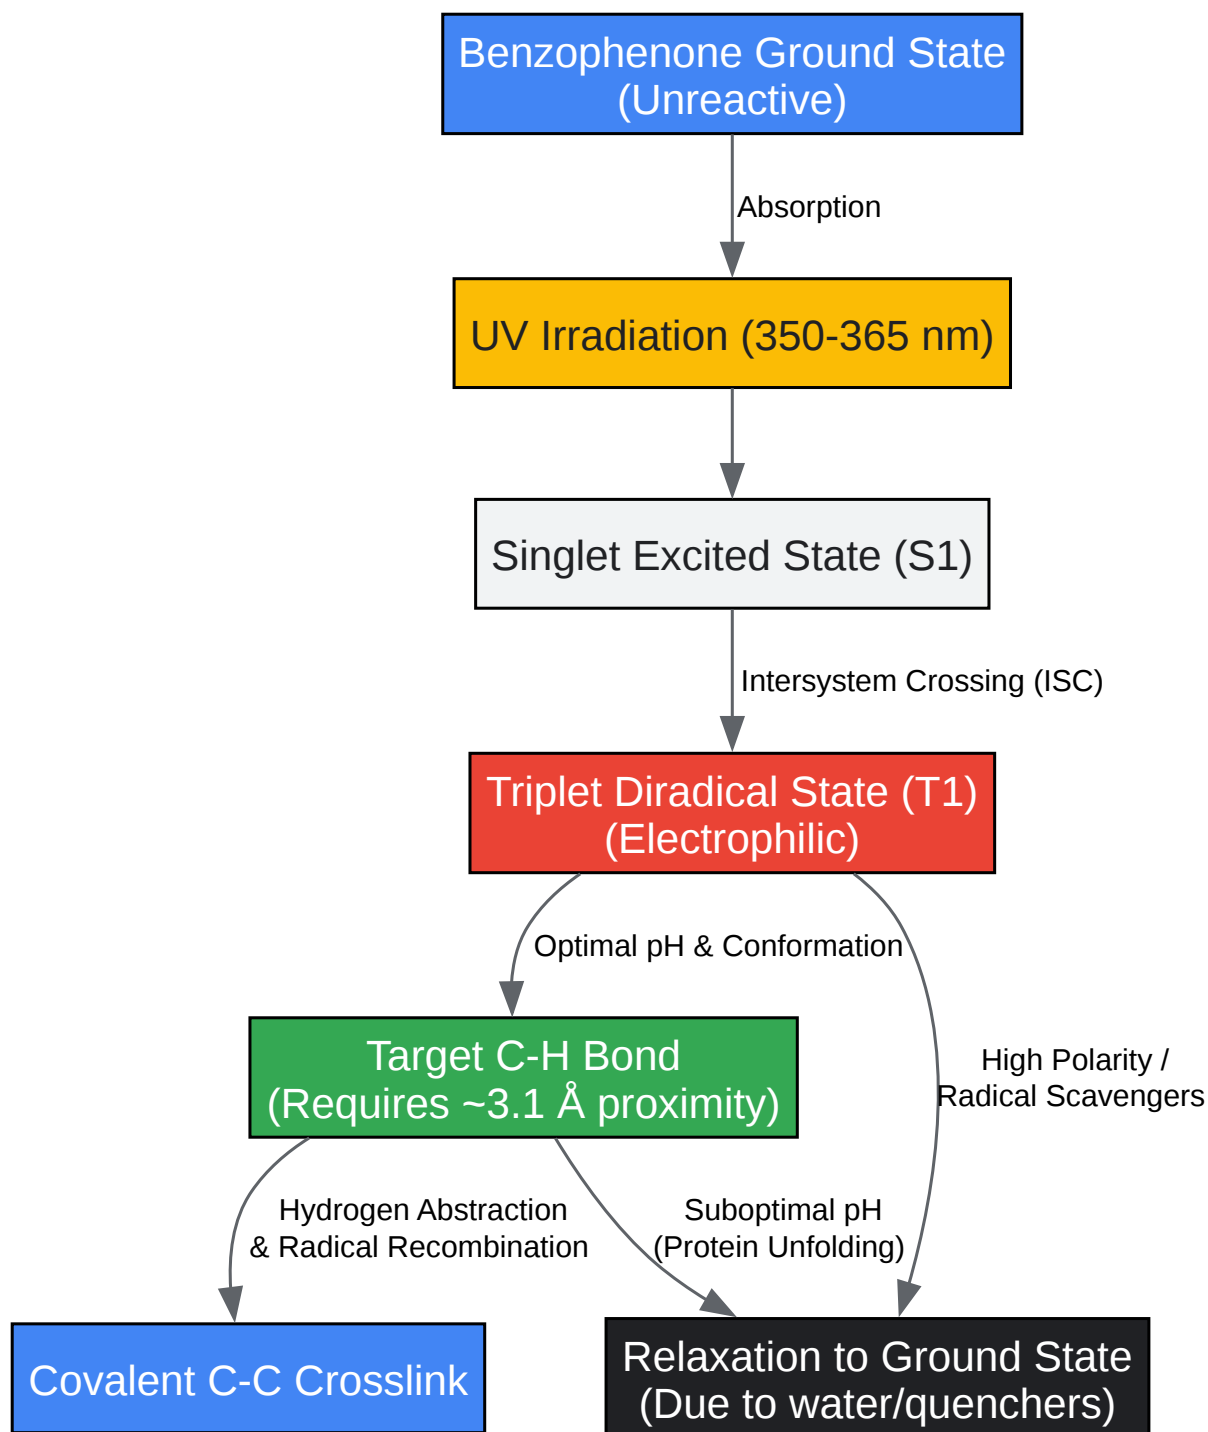 Benzophenone Ground State
(Unreactive)
Absorption
UV Irradiation (350-365 nm)
Singlet Excited State (S1)
Intersystem Crossing (ISC)
Triplet Diradical State (T1)
(Electrophilic)
Optimal pH & Conformation
Target C-H Bond
(Requires ~3.1 Å proximity)
High Polarity /
Radical Scavengers
Hydrogen Abstraction
& Radical Recombination
Suboptimal pH
(Protein Unfolding)
Covalent C-C Crosslink
Relaxation to Ground State
(Due to water/quenchers)